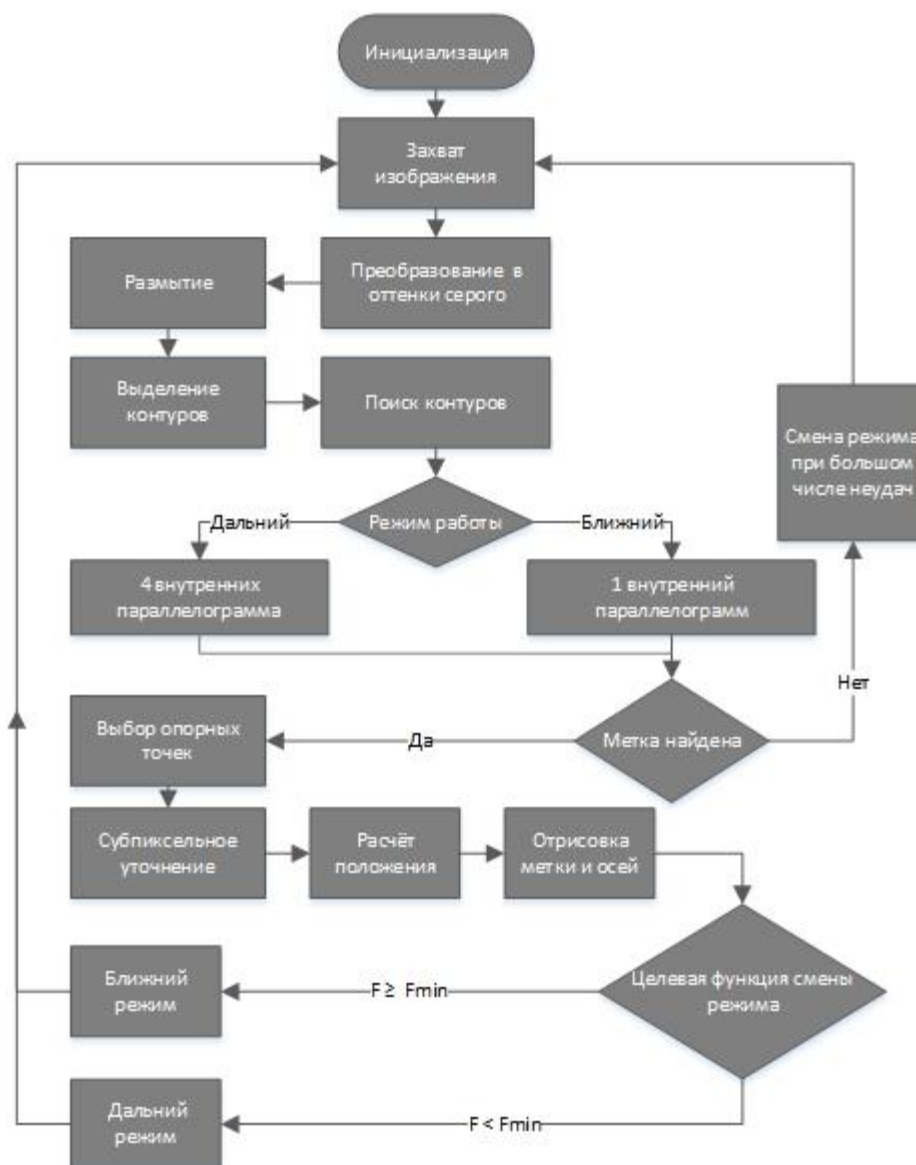 Инициализация
Захват
изображения
Преобразование в
оттенки серого
Размытие
Выделение
контуров
Поиск контуров
Смена режима
при большом
числе неудач
Режим работы
Дальний
Ближний
4 внутренних
параллелограмма
1 внутренний
параллелограмм
Метка найдена
Нет
Да
Выбор опорных
точек
Субпиксельное
уточнение
Расчёт
положения
Отрисовка
метки и осей
Целевая функция смены
режима
F ≥ Fmin
Ближний
режим
F < Fmin
Дальний
режим